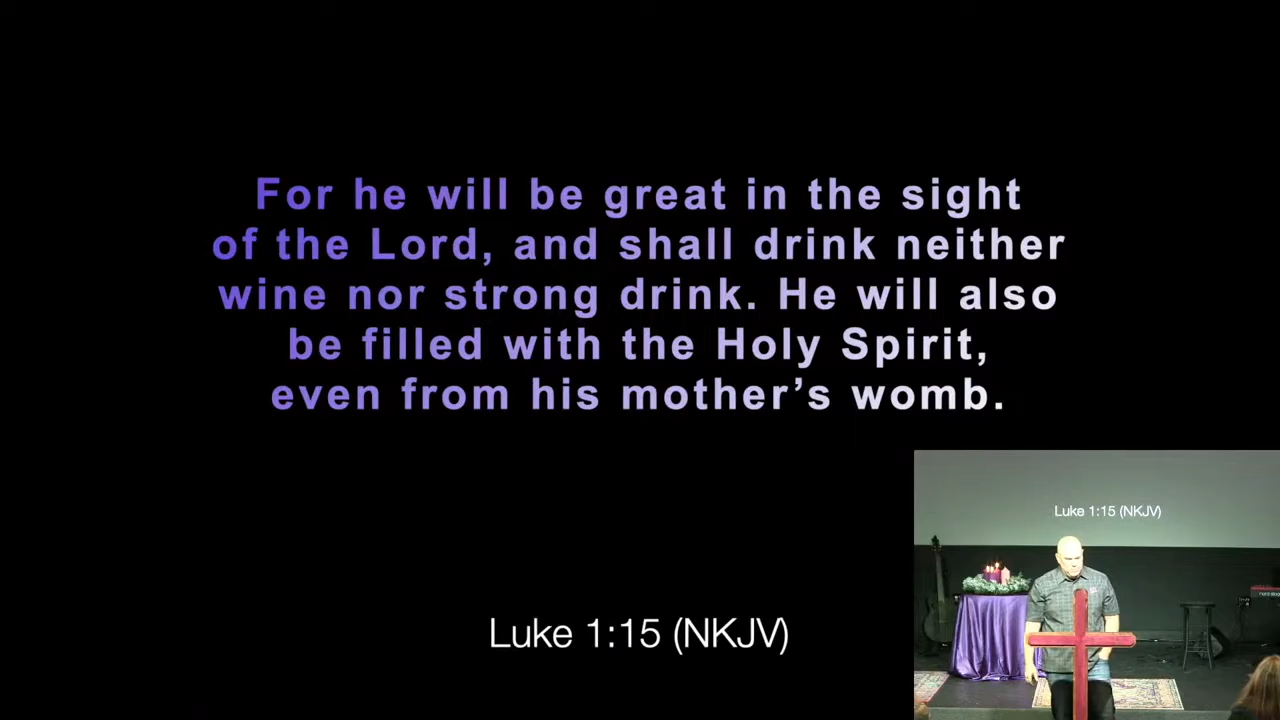 For he will be great in the sight
of the Lord, and shall drink neither
wine nor strong drink. He will also
be filled with the Holy Spirit,
even from his mother’s womb.
Luke 1:15 (NKJV)
Luke 1:15 (NKJV)